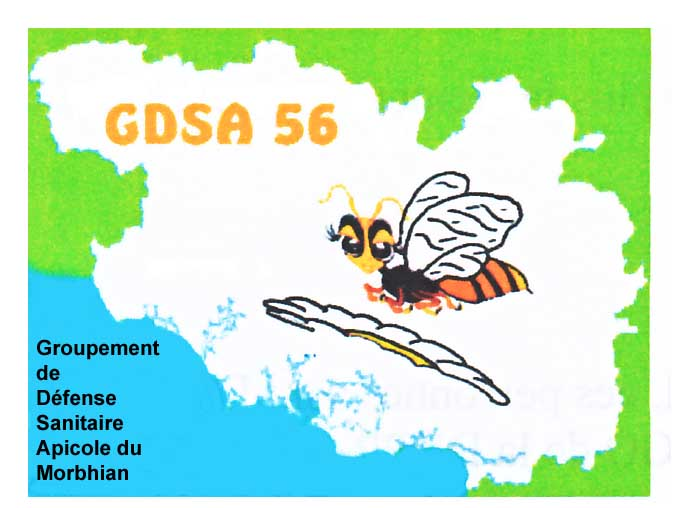 GDSA 56
Groupement
de
Défense
Sanitaire
Apicole du
Morbhian